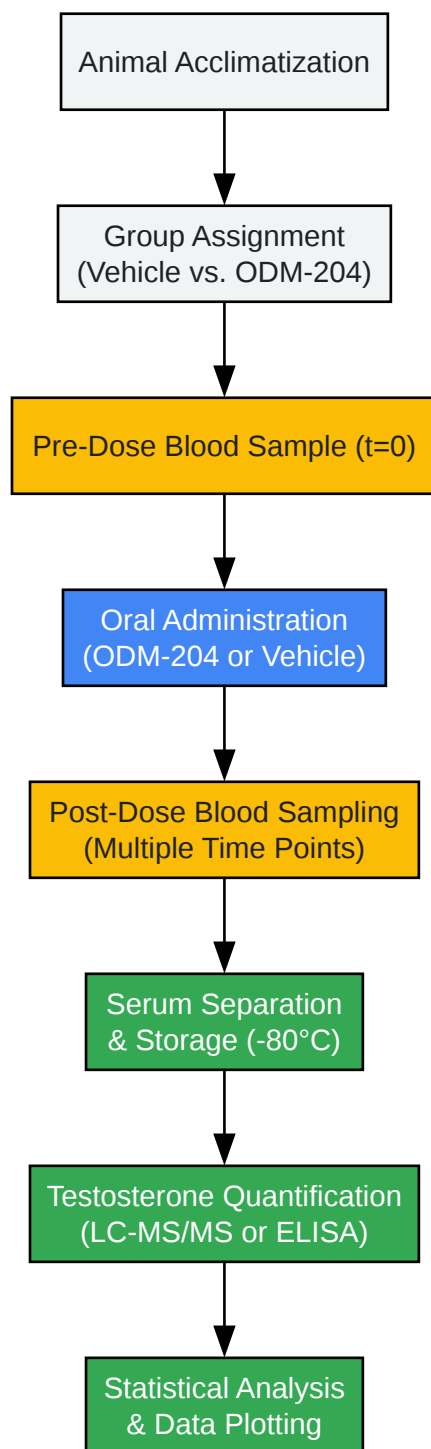 Animal Acclimatization
Group Assignment
(Vehicle vs. ODM-204)
Pre-Dose Blood Sample (t=0)
Oral Administration
(ODM-204 or Vehicle)
Post-Dose Blood Sampling
(Multiple Time Points)
Serum Separation
& Storage (-80°C)
Testosterone Quantification
(LC-MS/MS or ELISA)
Statistical Analysis
& Data Plotting